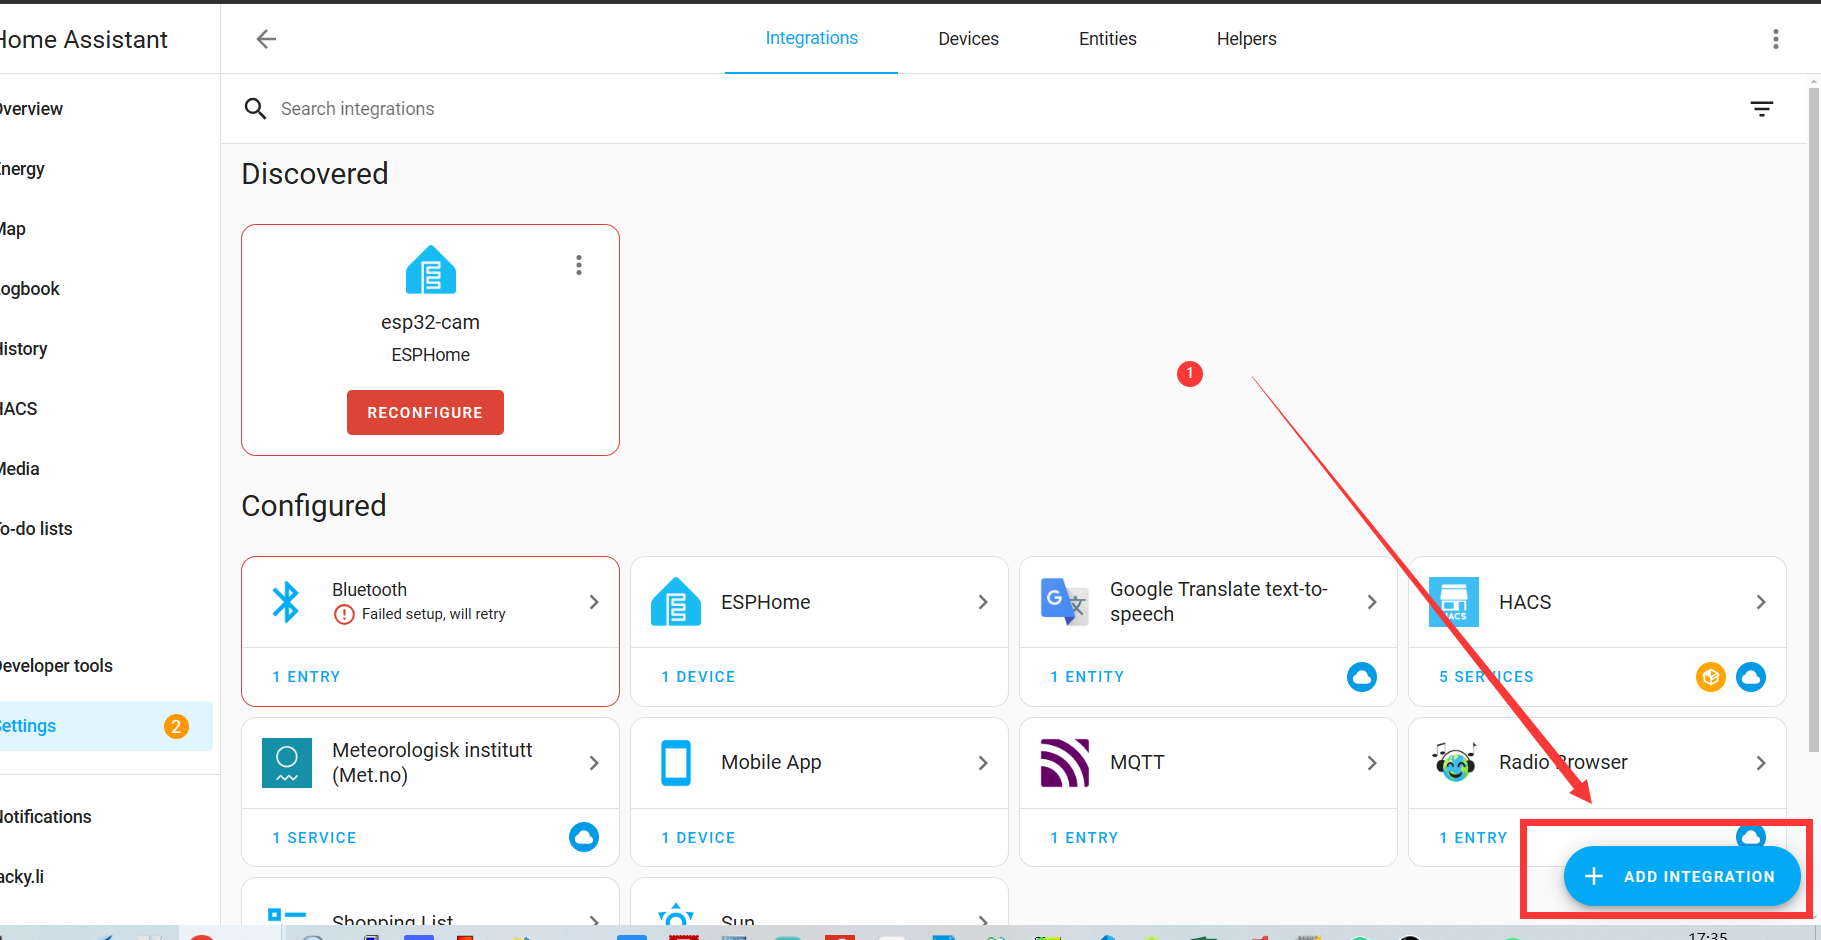 Home Assistant
Integrations
Devices
Entities
Helpers
Overview
Energy
Map
Logbook
History
HACS
Media
To-do lists
Developer tools
Settings
2
Notifications
acky.li
Search integrations
Discovered
esp32-cam
ESPHome
RECONFIGURE
1
Configured
Bluetooth
Failed setup, will retry
1 ENTRY
ESPHome
1 DEVICE
Google Translate text-to-
speech
1 ENTITY
HACS
HACS
5 SERVICES
Meteorologisk institutt
(Met.no)
1 SERVICE
Mobile App
1 DEVICE
MQTT
1 ENTRY
Radio Browser
1 ENTRY
ADD INTEGRATION
Shopping List
Sun
17:35